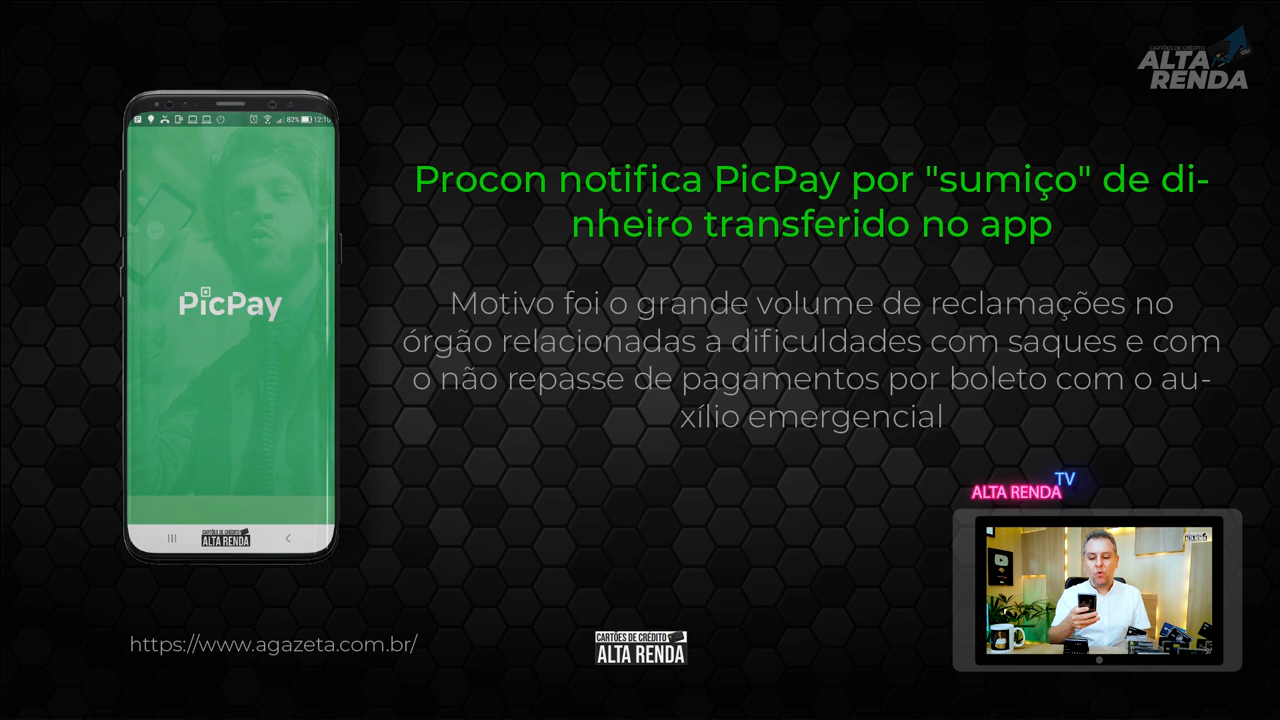 CARTÕES DE CRÉDITO
ALTA
RENDA
82% 12:10
Procon notifica PicPay por "sumiço" de di-
nheiro transferido no app
PicPay
Motivo foi o grande volume de reclamações no
órgão relacionadas a dificuldades com saques e com
o não repasse de pagamentos por boleto com o au-
xílio emergencial
TV
ALTA RENDA
CARTÕES DE CRÉDITO
ALTA RENDA
https://www.agazeta.com.br/
CARTÕES DE CRÉDITO
ALTA RENDA